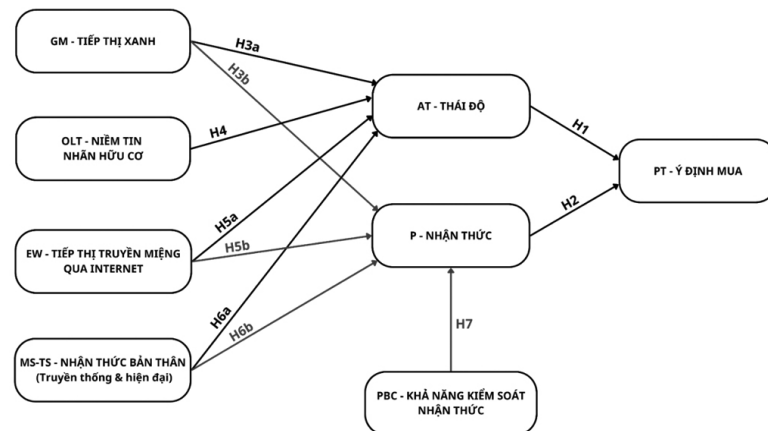 GM - TIẾP THỊ XANH
H3a
H3b
AT - THÁI ĐỘ
OLT - NIỀM TIN
NHÃN HỮU CƠ
H4
H1
PT - Ý ĐỊNH MUA
H2
P - NHẬN THỨC
H5a
H5b
EW - TIẾP THỊ TRUYỀN MIỆNG
QUA INTERNET
H6a
H6b
H7
MS-TS - NHẬN THỨC BẢN THÂN
(Truyền thống & hiện đại)
PBC - KHẢ NĂNG KIỂM SOÁT
NHẬN THỨC